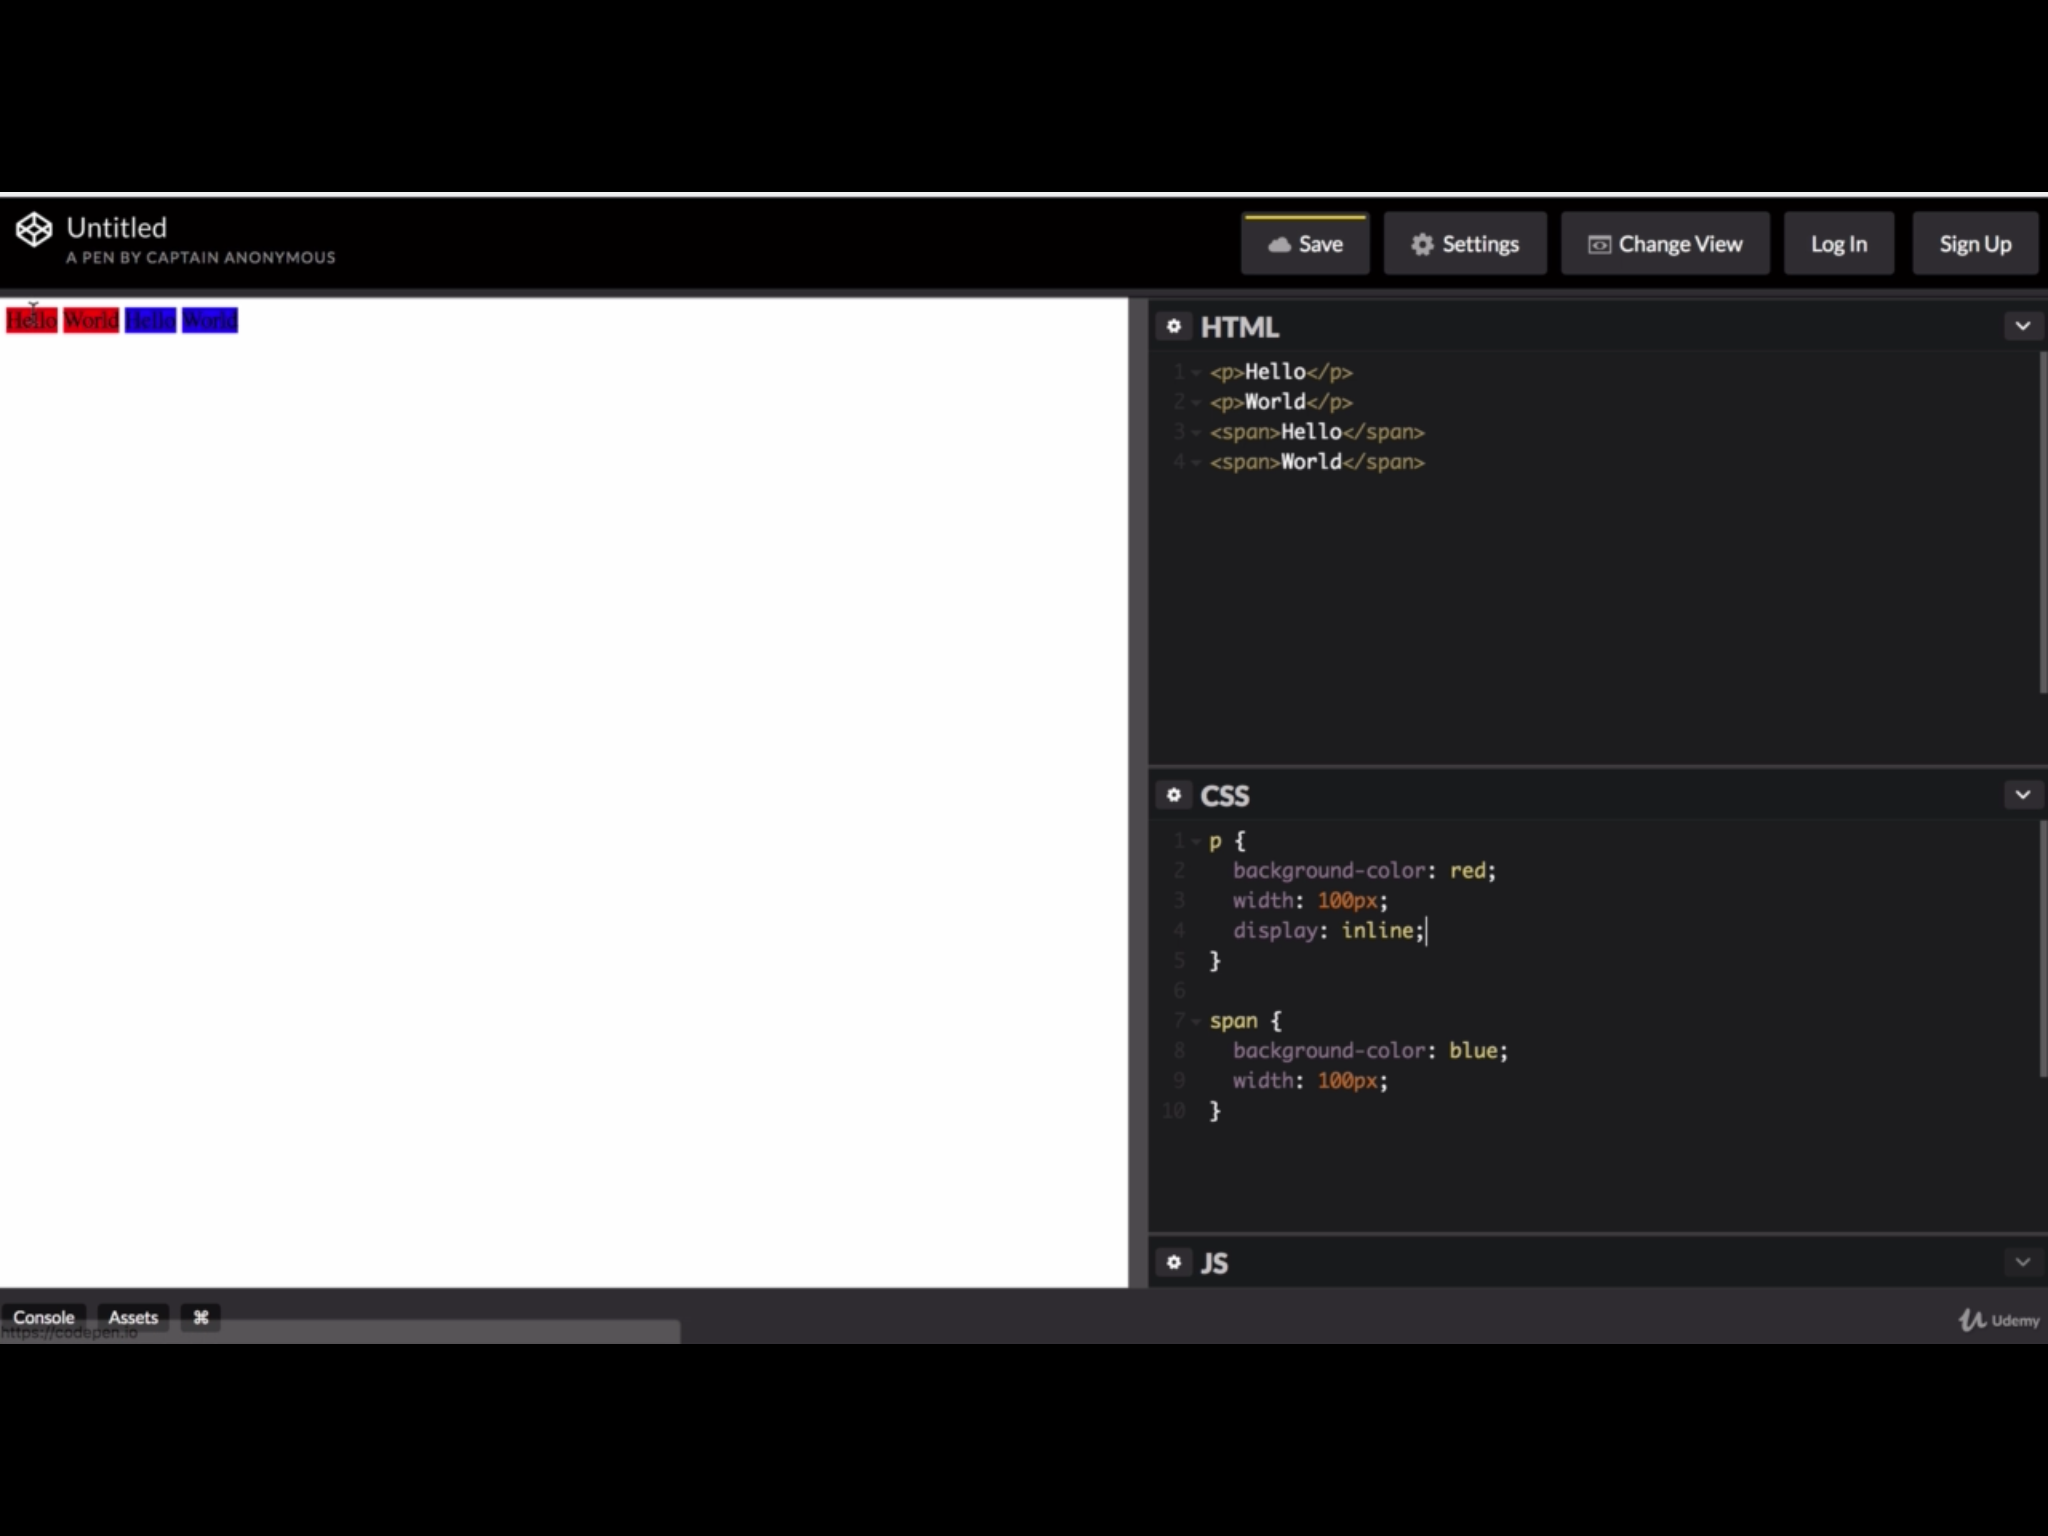 Untitled
A PEN BY CAPTAIN ANONYMOUS
Save
Settings
Change View
Log In
Sign Up
Hello World Hello World
HTML
1 <p>Hello</p>
2 <p>World</p>
3 <span>Hello</span>
4 <span>World</span>
CSS
1 p {
2 background-color: red;
3 width: 100px;
4 display: inline;
5 }
6
7 span {
8 background-color: blue;
9 width: 100px;
10 }
JS
Console
Assets
⌘
https://codepen.io
Udemy